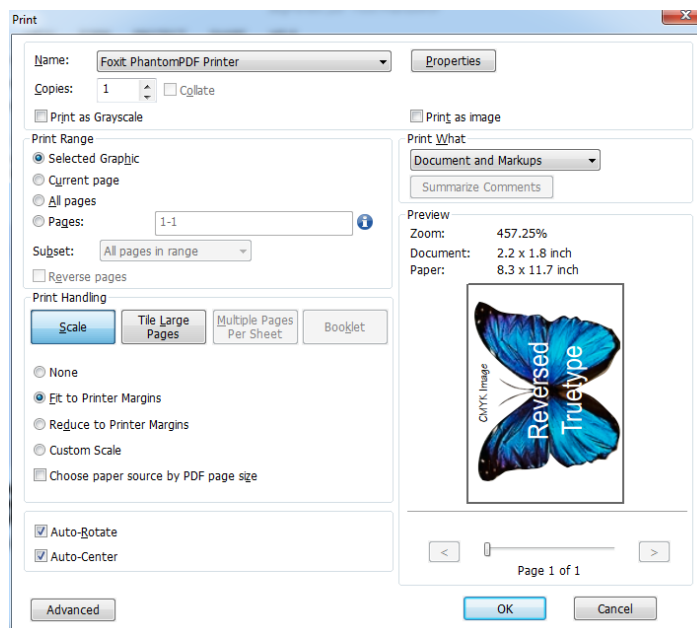 Print
Name: Foxit PhantomPDF Printer Properties
Copies: 1 Collate
Print as Grayscale Print as image
Print Range
Selected Graphic
Current page
All pages
Pages: 1-1
Subset: All pages in range
Reverse pages
Print Handling
Scale Tile Large Pages Multiple Pages Per Sheet Booklet
None
Fit to Printer Margins
Reduce to Printer Margins
Custom Scale
Choose paper source by PDF page size
Auto-Rotate
Auto-Center
Print What
Document and Markups
Summarize Comments
Preview
Zoom: 457.25%
Document: 2.2 x 1.8 inch
Paper: 8.3 x 11.7 inch
CMYK Image
Reversed
Truetype
< >
Page 1 of 1
Advanced OK Cancel